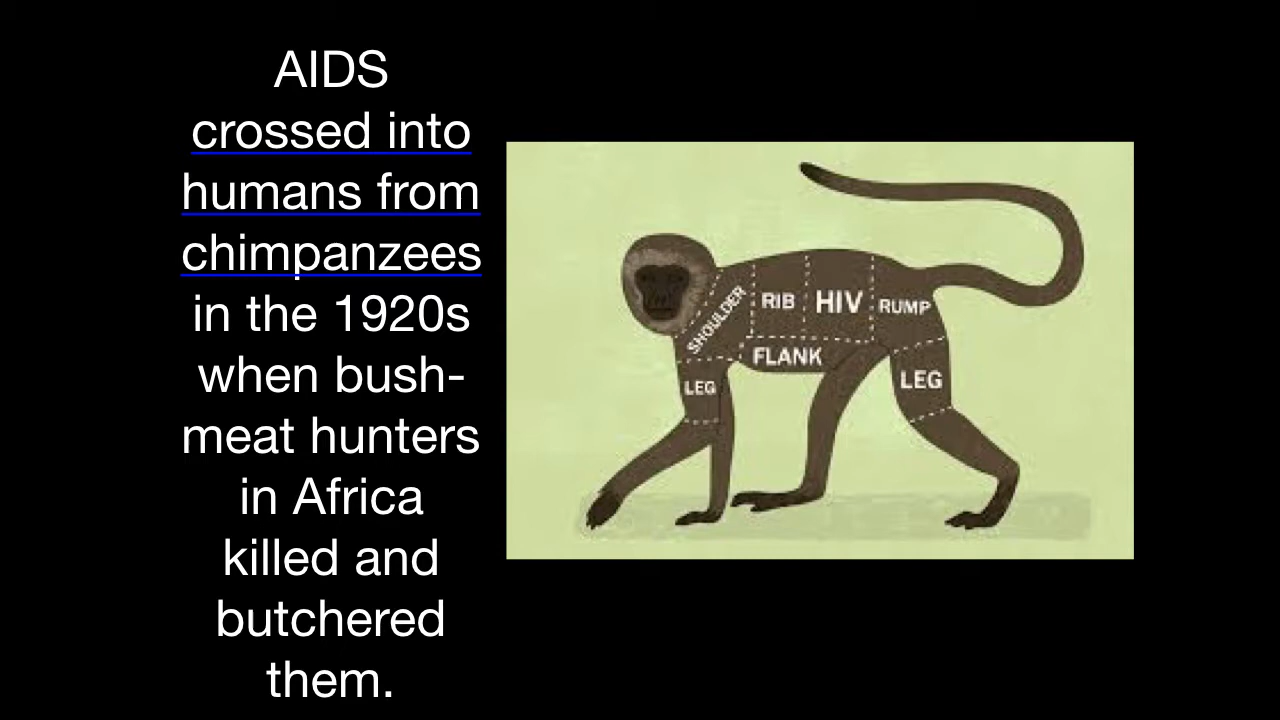 AIDS
crossed into
humans from
chimpanzees
in the 1920s
when bush-
meat hunters
in Africa
killed and
butchered
them.
SHOULDER
RIB
HIV
RUMP
FLANK
LEG
LEG